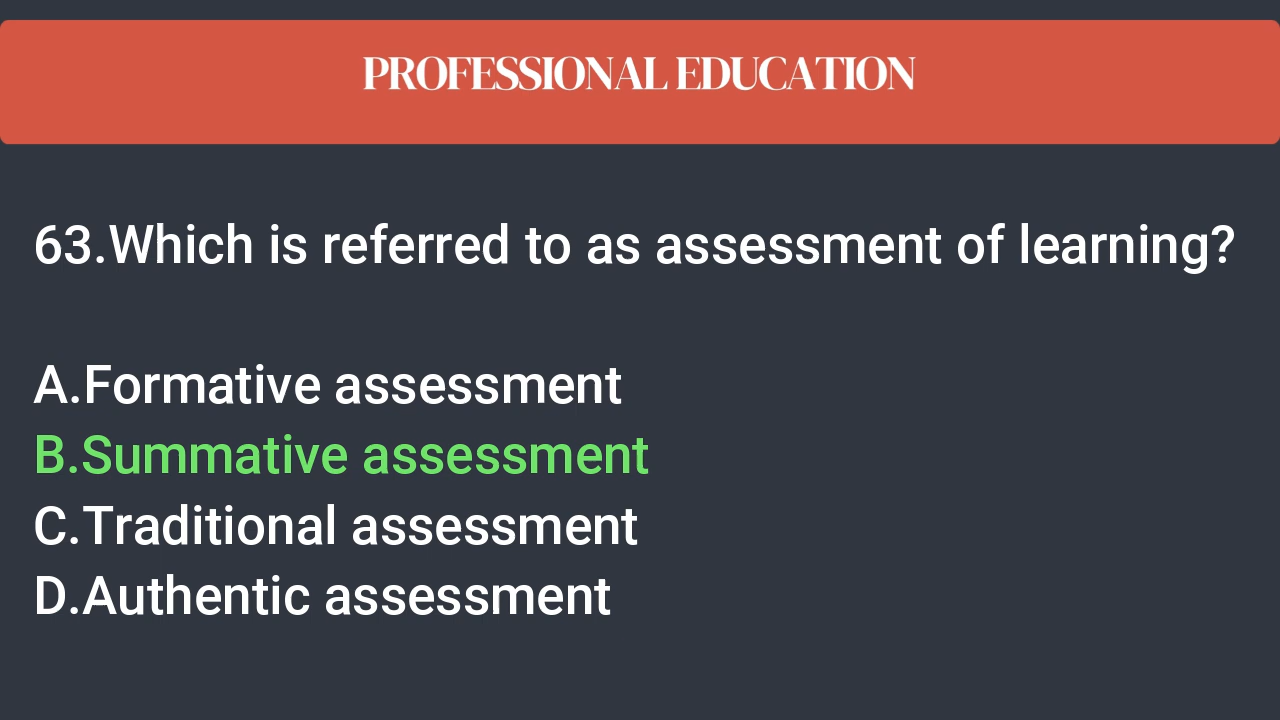 PROFESSIONAL EDUCATION
63.Which is referred to as assessment of learning?
A.Formative assessment
B.Summative assessment
C.Traditional assessment
D.Authentic assessment